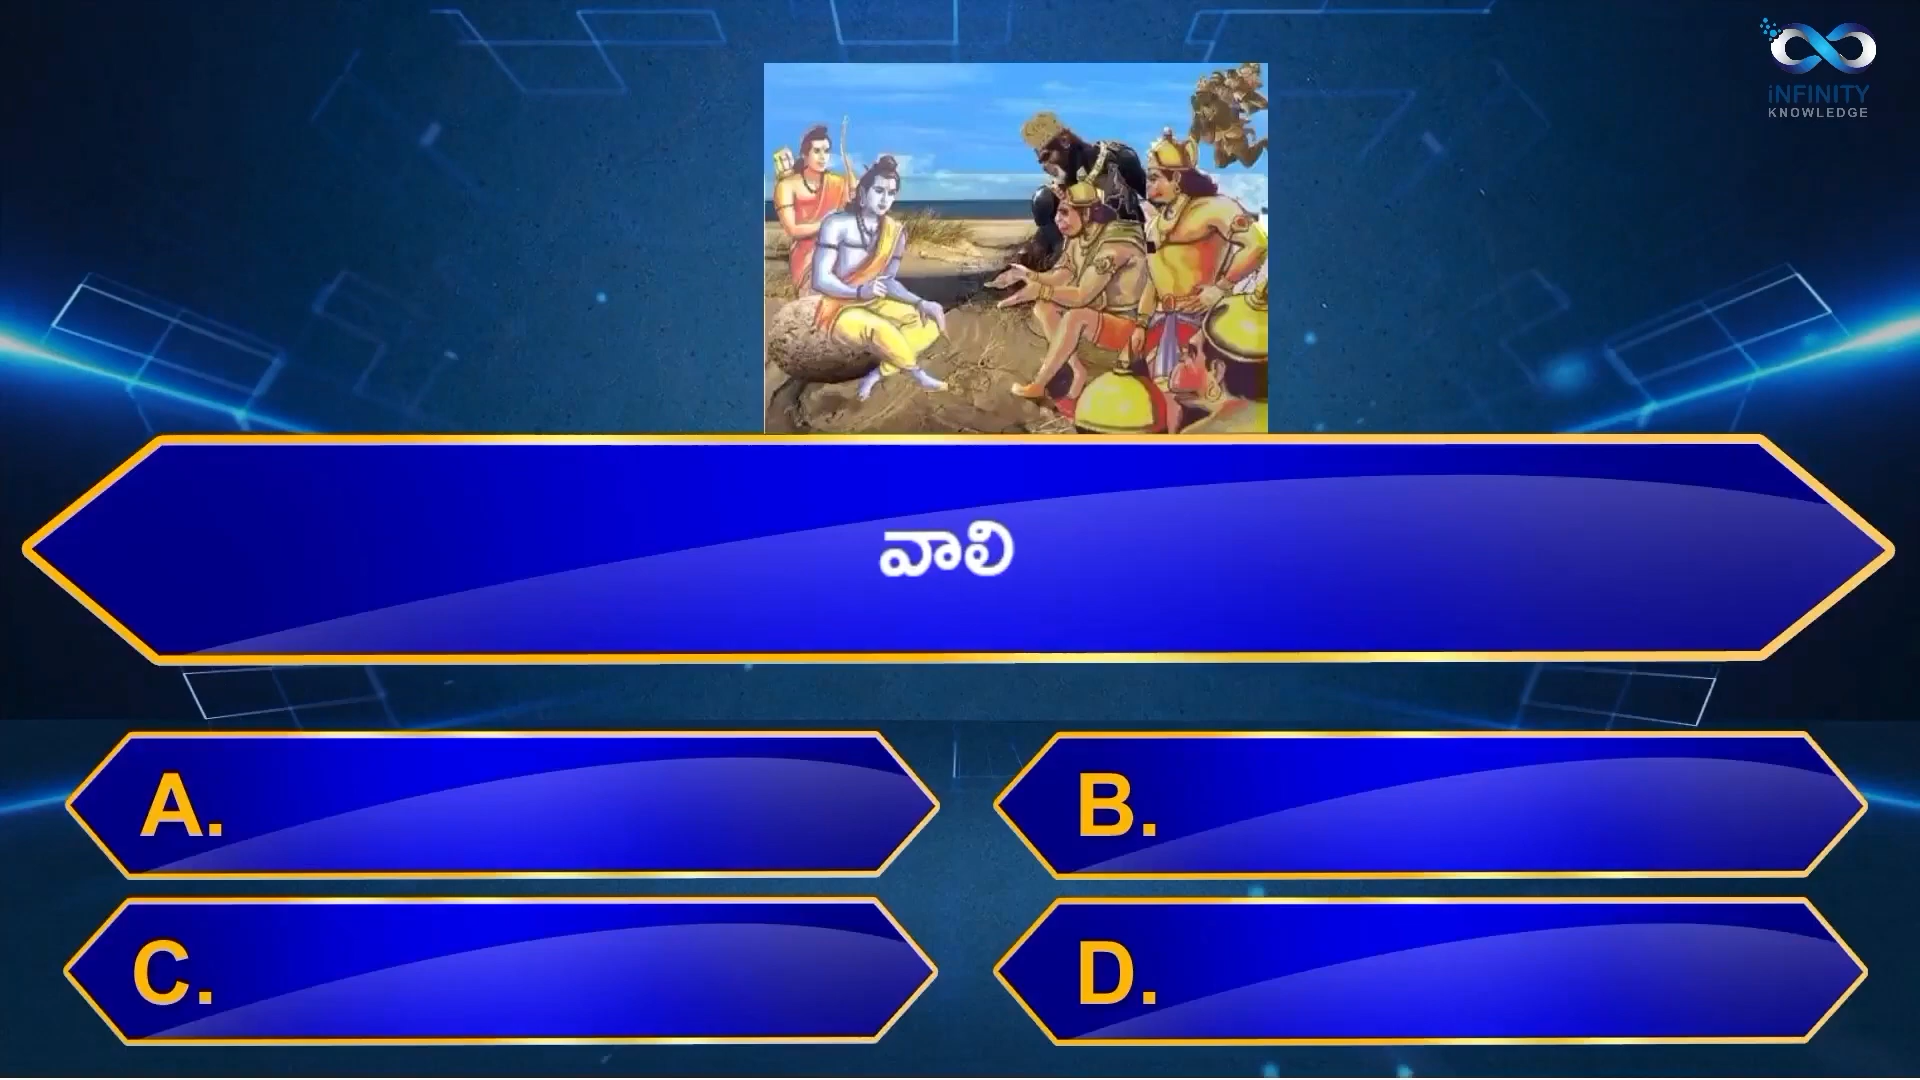 iNFINITY
KNOWLEDGE
వాలి
A.
B.
C.
D.